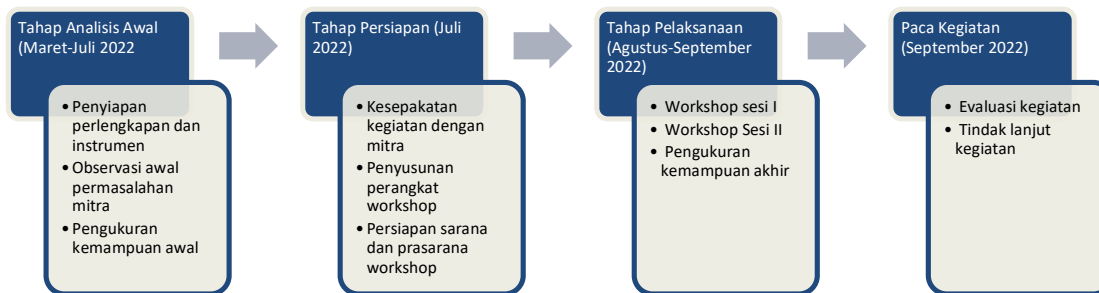 Tahap Analisis Awal
(Maret-Juli 2022
• Penyiapan
perlengkapan dan
instrumen
• Observasi awal
permasalahan
mitra
• Pengukuran
kemampuan awal
Tahap Persiapan (Juli
2022)
• Kesepakatan
kegiatan dengan
mitra
• Penyusunan
perangkat
workshop
• Persiapan sarana
dan prasarana
workshop
Tahap Pelaksanaan
(Agustus-September
2022)
• Workshop sesi I
• Workshop Sesi II
• Pengukuran
kemampuan akhir
Paca Kegiatan
(September 2022)
• Evaluasi kegiatan
• Tindak lanjut
kegiatan